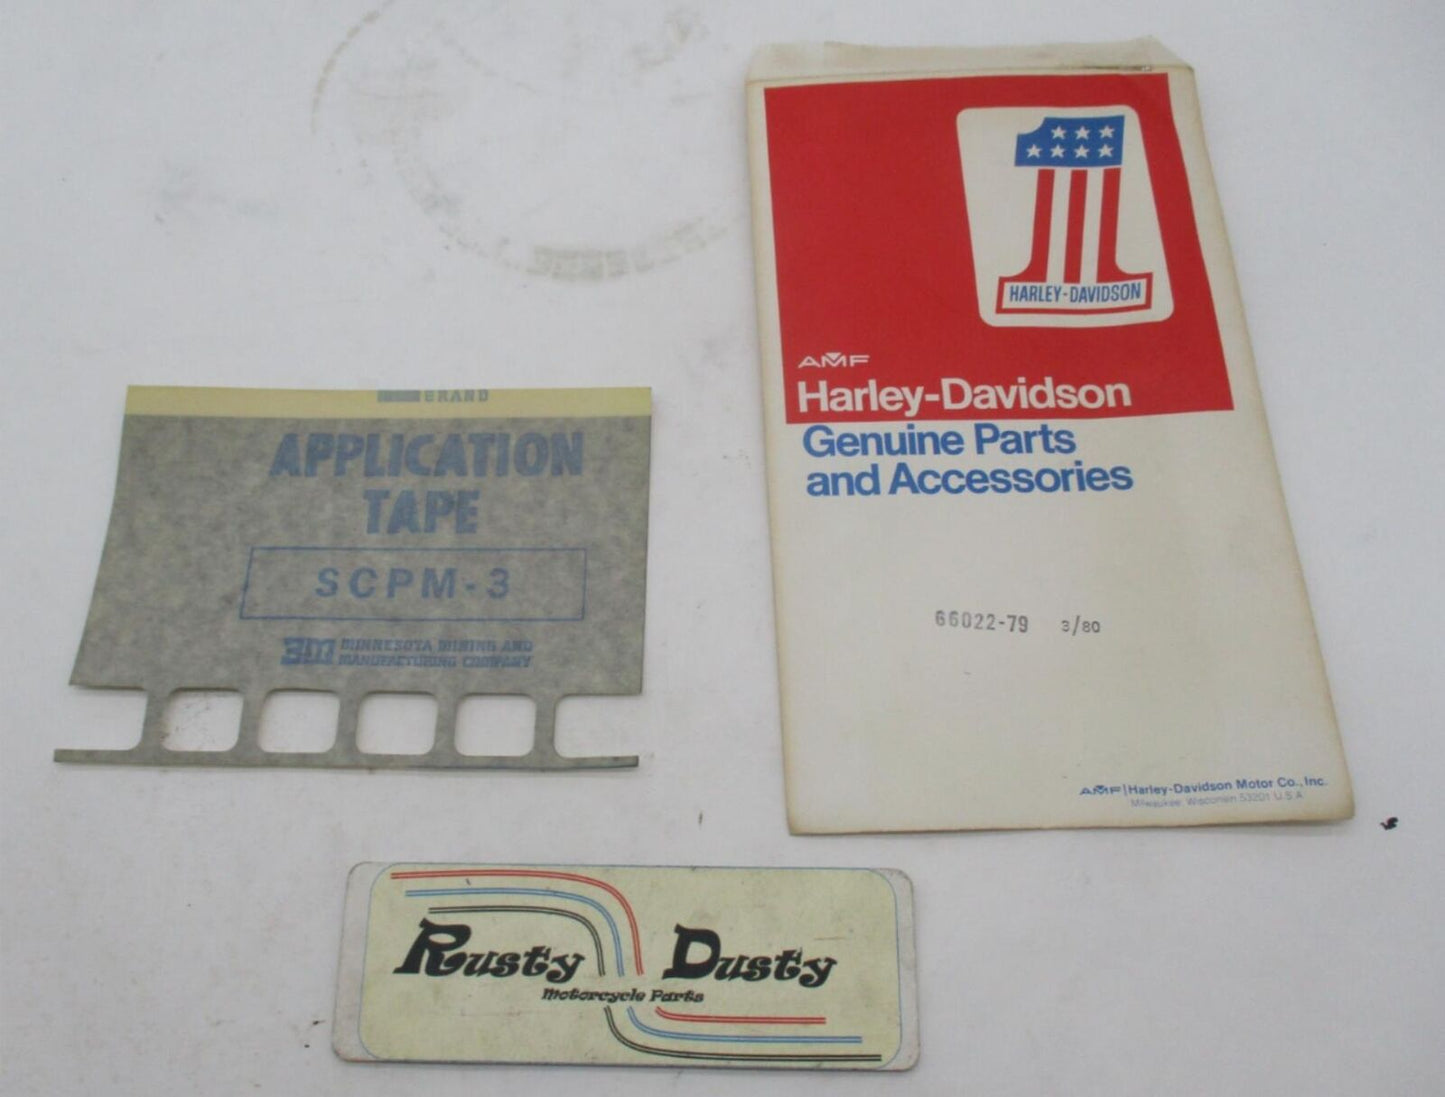 HARLEY-DAVIDSON
AMF
Harley-Davidson
Genuine Parts
and Accessories
66022-79 3/80
AMF | Harley-Davidson Motor Co., Inc.
Milwaukee Wisconsin 53201 U.S.A.
BRAND
APPLICATION
TAPE
SCPM-3
3M MINNESOTA MINING AND
MANUFACTURING COMPANY
Rusty Dusty
Motorcycle Parts